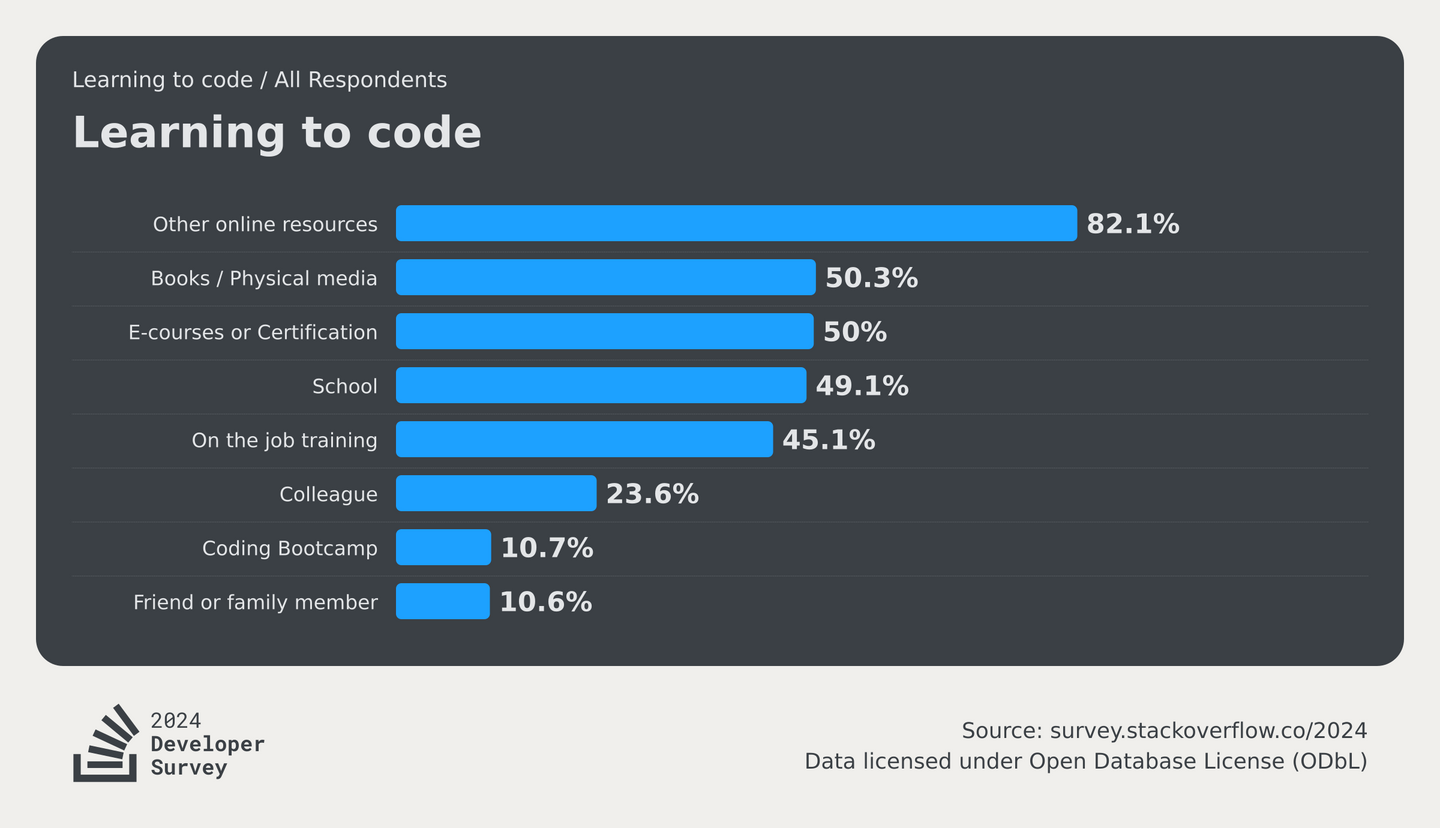 Learning to code / All Respondents
Learning to code
Other online resources 82.1%
Books / Physical media 50.3%
E-courses or Certification 50%
School 49.1%
On the job training 45.1%
Colleague 23.6%
Coding Bootcamp 10.7%
Friend or family member 10.6%
2024
Developer
Survey
Source: survey.stackoverflow.co/2024
Data licensed under Open Database License (ODbL)